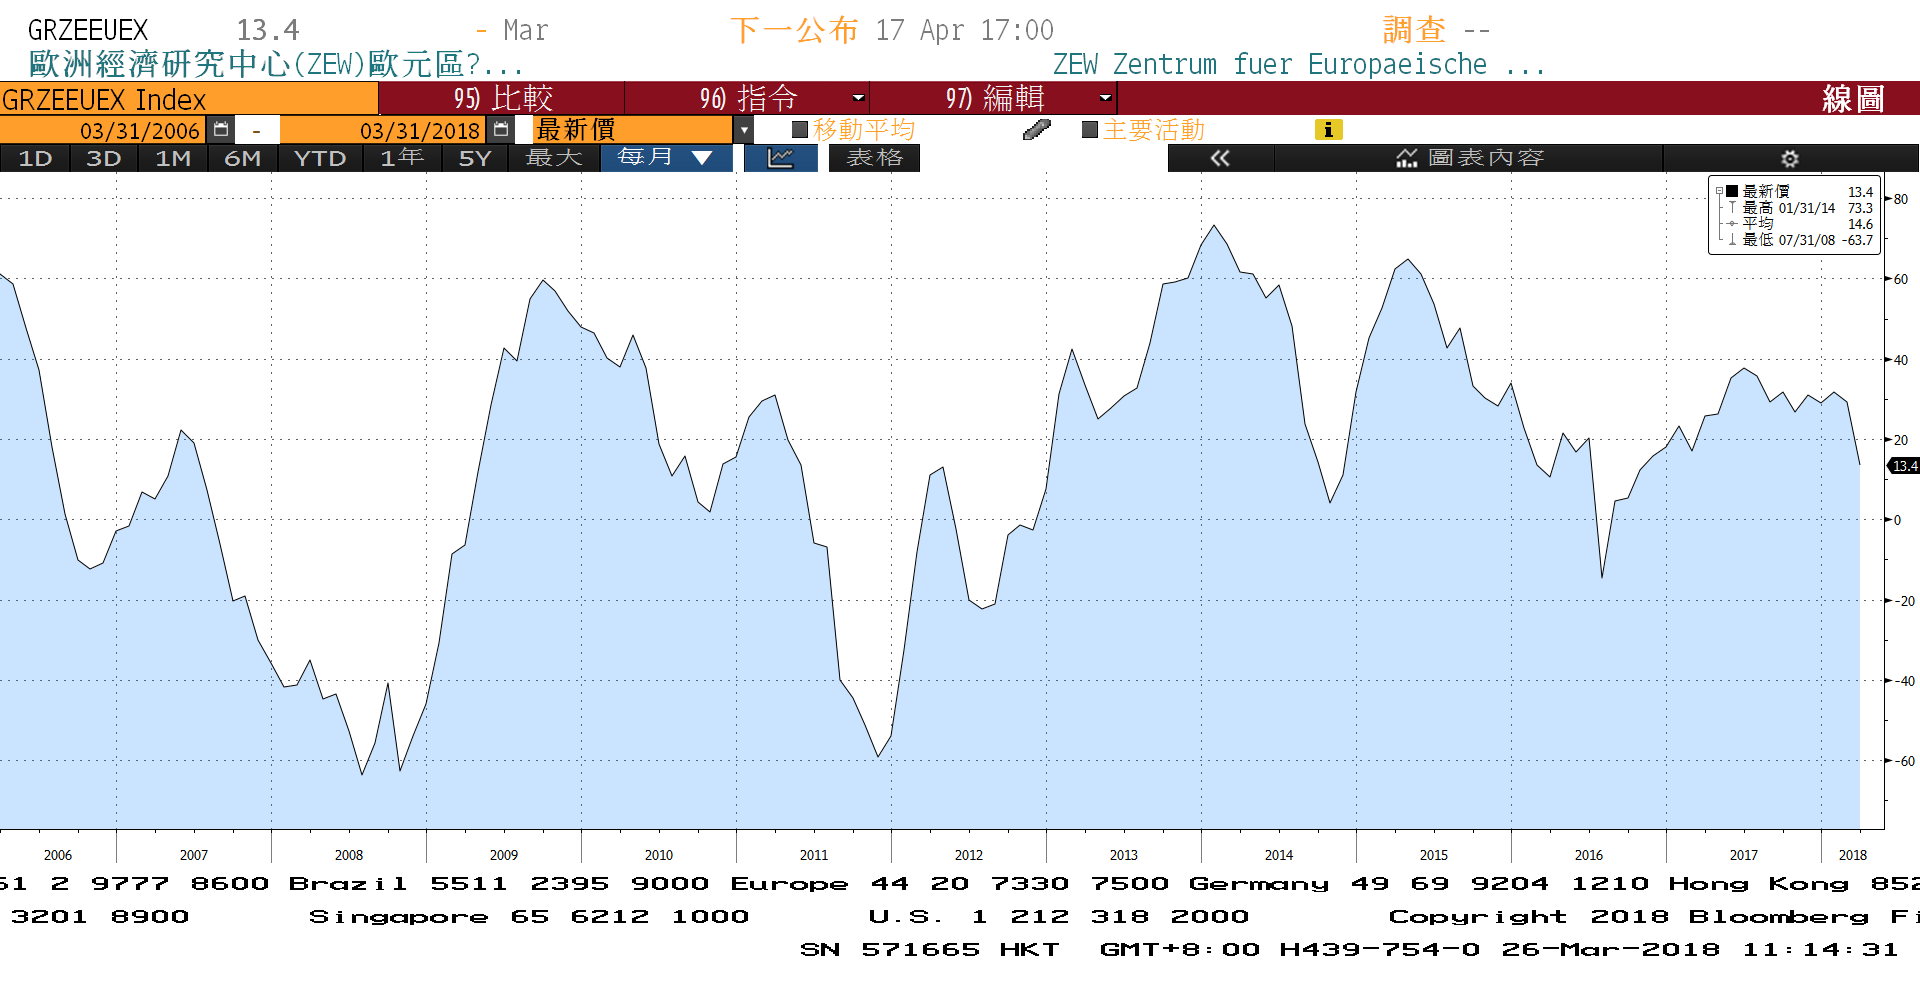 GRZEEUEX 13.4 - Mar 下一公布 17 Apr 17:00 調查 --
歐洲經濟研究中心(ZEW)歐元區?... ZEW Zentrum fuer Europaeische ...
GRZEEUEX Index 95) 比較 96) 指令 97) 編輯 線圖
03/31/2006 - 03/31/2018 最新價 移動平均 主要活動
1D 3D 1M 6M YTD 1年 5Y 最大 每月 ▼ 表格 « 圖表內容
最新價 13.4
最高 01/31/14 73.3
平均 14.6
最低 07/31/08 -63.7
80
60
40
20
13.4
0
-20
-40
-60
2006 2007 2008 2009 2010 2011 2012 2013 2014 2015 2016 2017 2018
61 2 9777 8600 Brazil 5511 2395 9000 Europe 44 20 7330 7500 Germany 49 69 9204 1210 Hong Kong 852
3201 8900 Singapore 65 6212 1000 U.S. 1 212 318 2000 Copyright 2018 Bloomberg Fi
SN 571665 HKT GMT+8:00 H439-754-0 26-Mar-2018 11:14:31